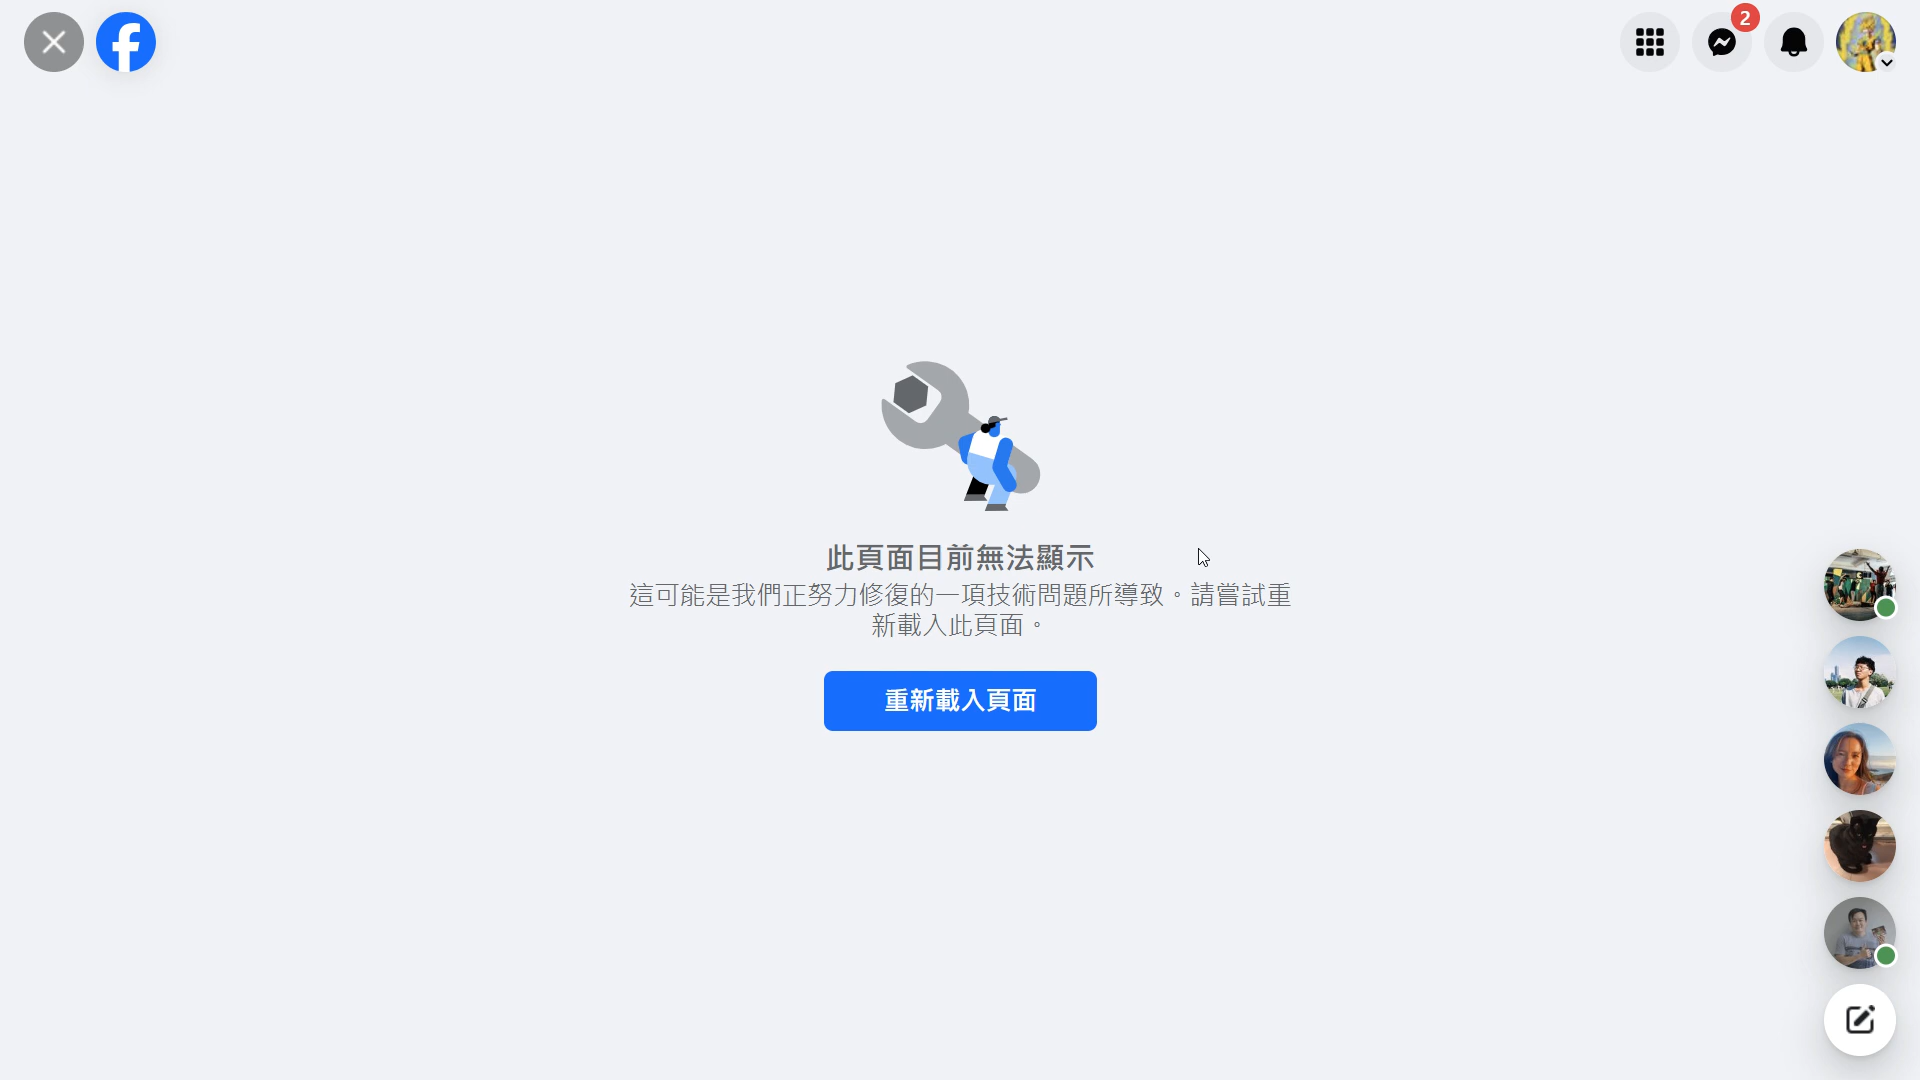 2
此頁面目前無法顯示
這可能是我們正努力修復的一項技術問題所導致。請嘗試重
新載入此頁面。
重新載入頁面